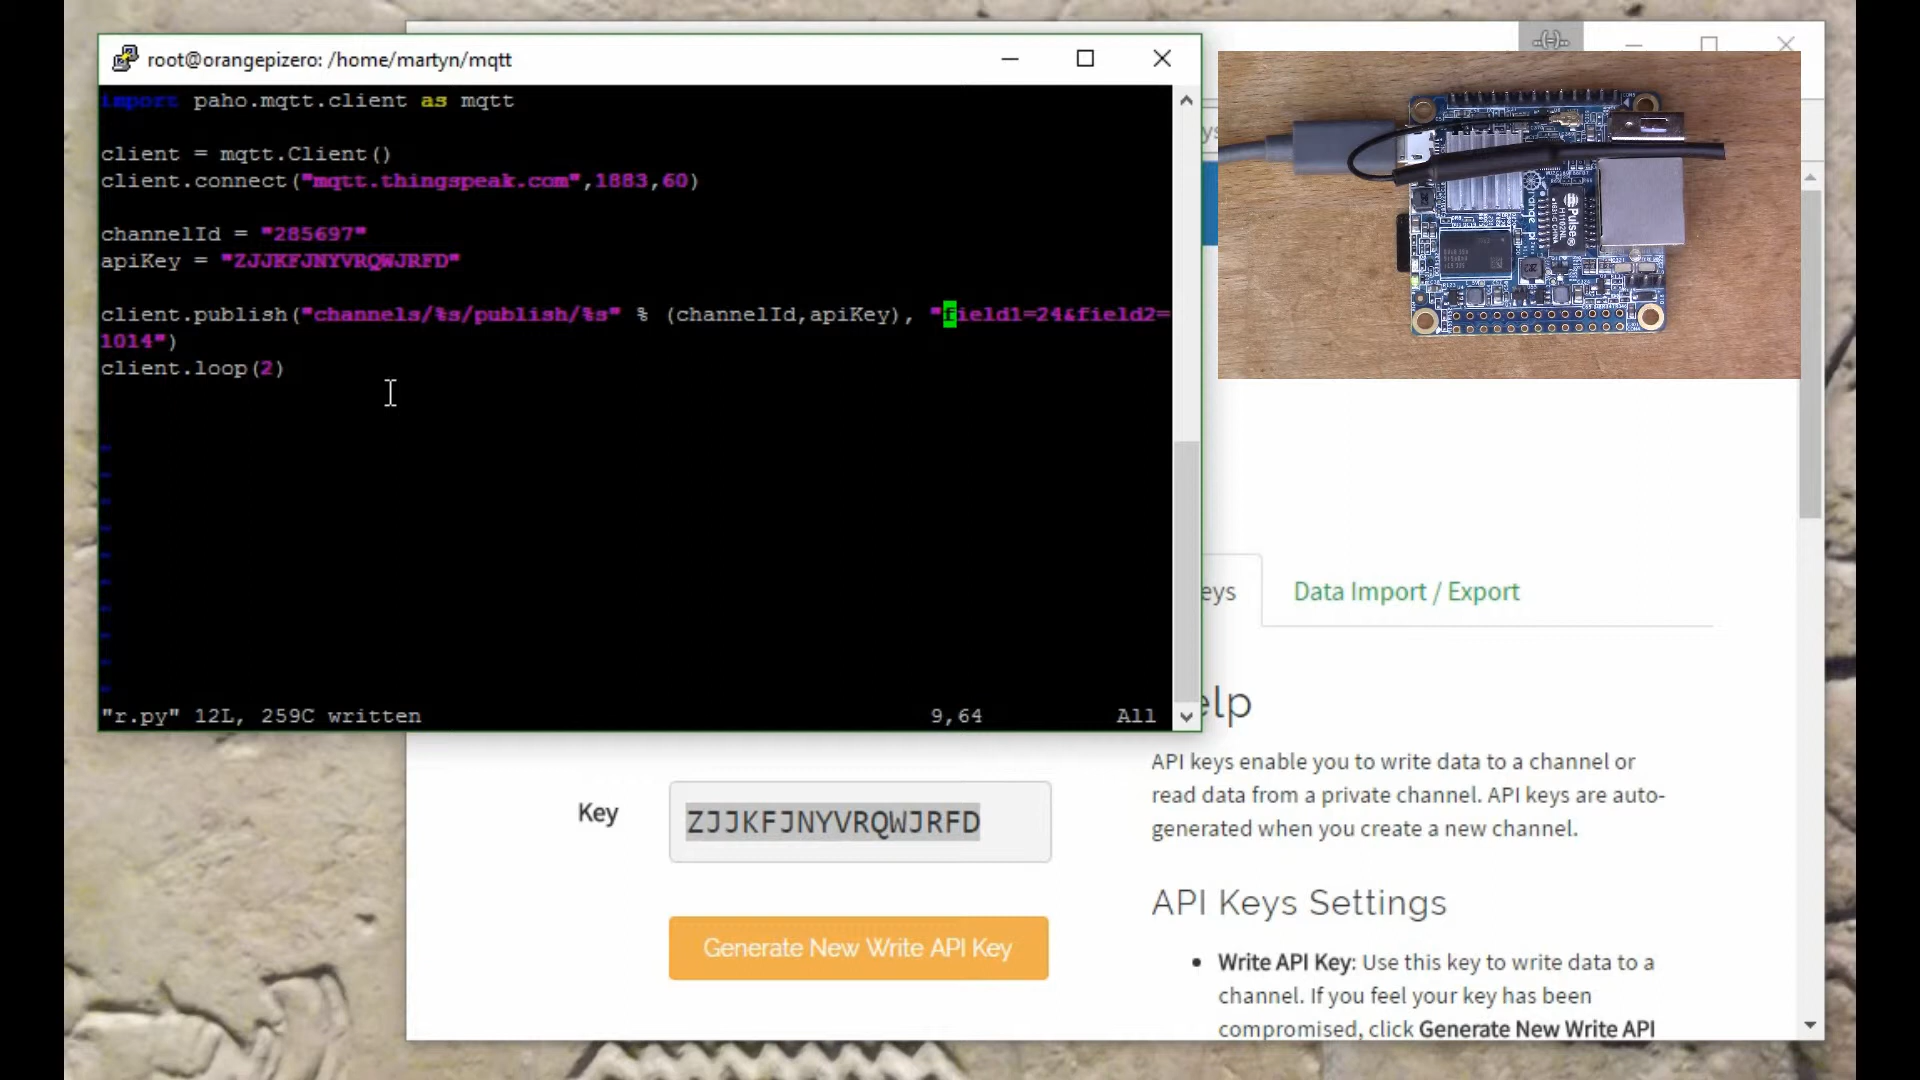 root@orangepizero: /home/martyn/mqtt
import paho.mqtt.client as mqtt
client = mqtt.Client()
client.connect("mqtt.thingspeak.com",1883,60)
channelId = "285697"
apiKey = "ZJJKFJNYVRQWJRFD"
client.publish("channels/%s/publish/%s" % (channelId,apiKey), "field1=24&field2=
1014")
client.loop(2)
~
~
~
~
~
~
~
~
~
~
"r.py" 12L, 259C written 9,64 All
Pulse
H1102NL
CHINA
eys Data Import / Export
elp
API keys enable you to write data to a channel or
read data from a private channel. API keys are auto-
generated when you create a new channel.
Key ZJJKFJNYVRQWJRFD
Generate New Write API Key
API Keys Settings
• Write API Key: Use this key to write data to a
channel. If you feel your key has been
compromised, click Generate New Write API